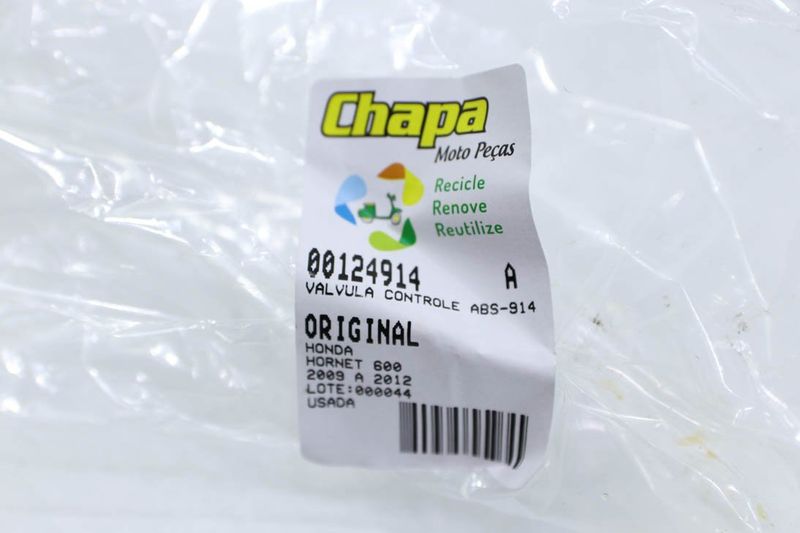 Chapa
Moto Peças
Recicle
Renove
Reutilize
00124914 A
VALVULA CONTROLE ABS-914
ORIGINAL
HONDA
HORNET 600
2009 A 2012
LOTE:000044
USADA